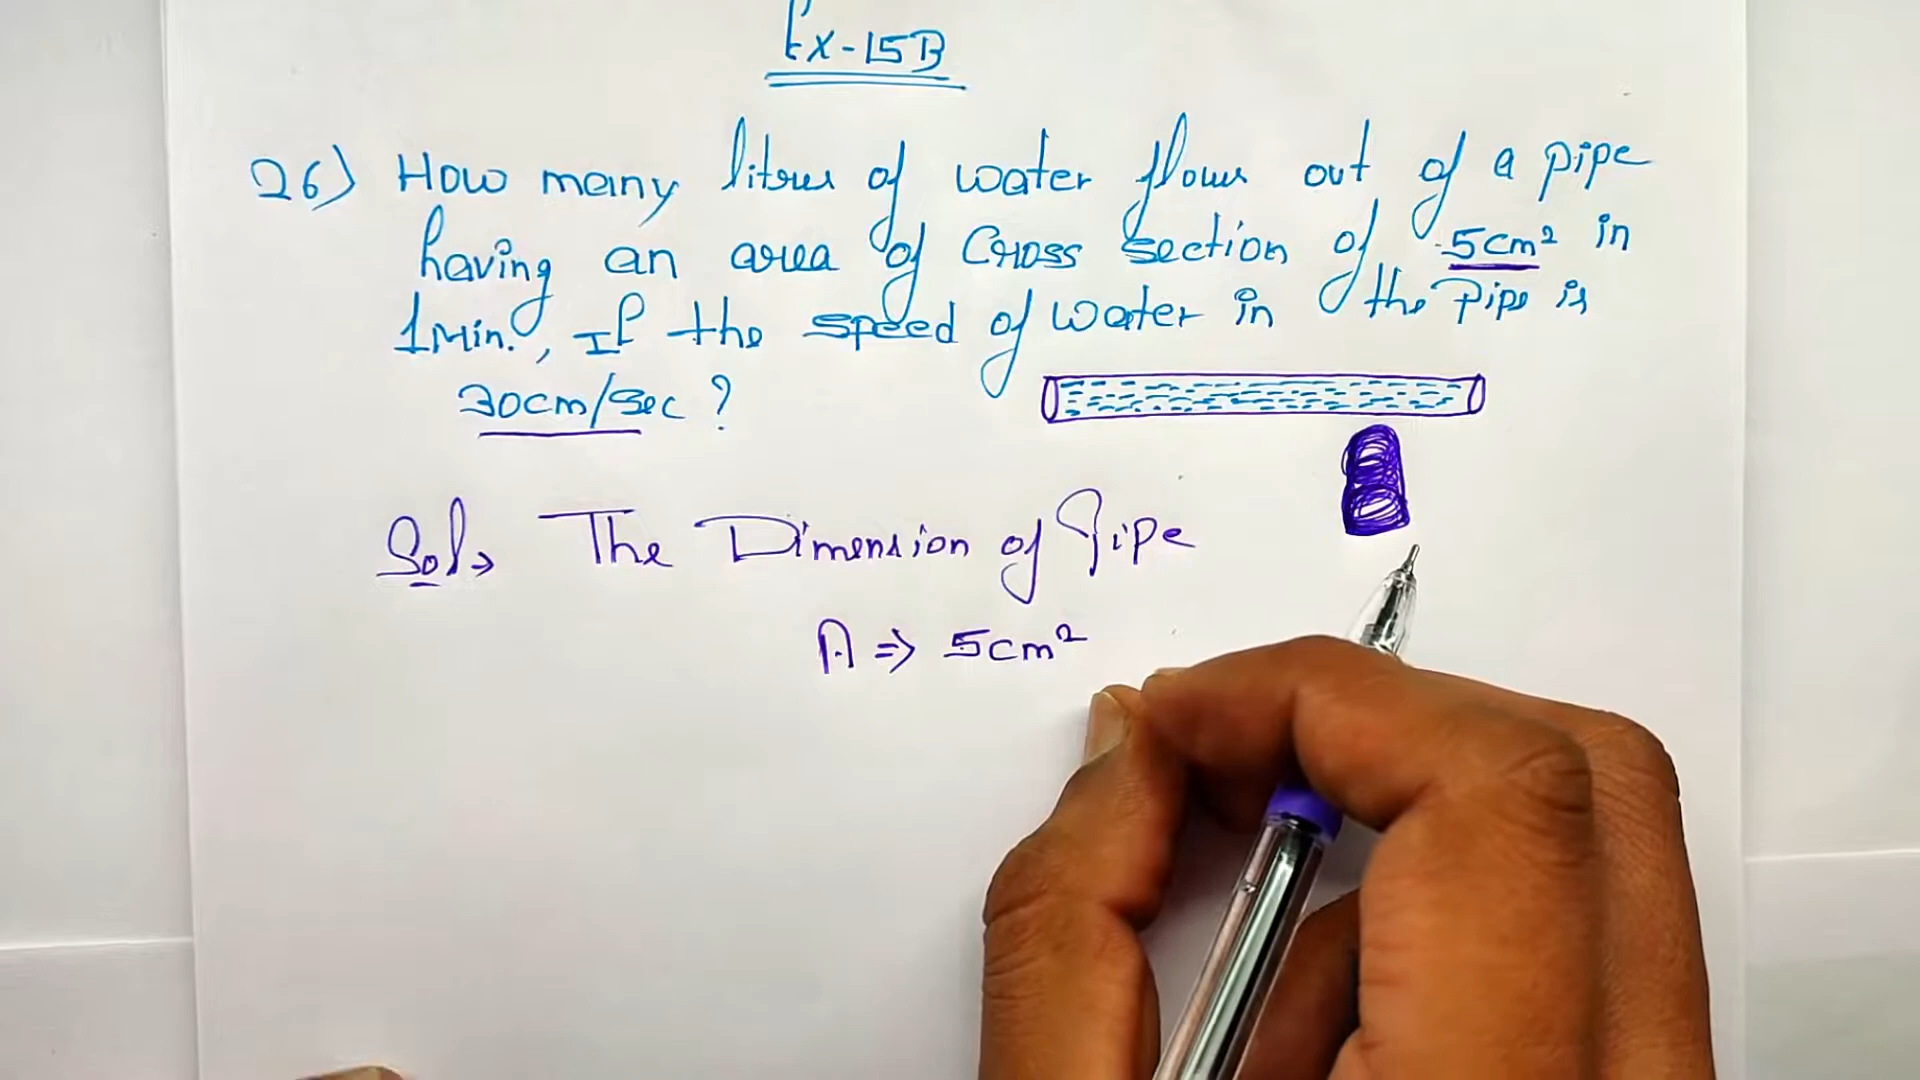 Ex-15B
26) How many litres of water flows out of a pipe
having an area of Cross section of 5cm² in
1Min., If the speed of water in the pipe is
30cm/sec ?
Sol→ The Dimension of Pipe
A ⇒ 5cm²